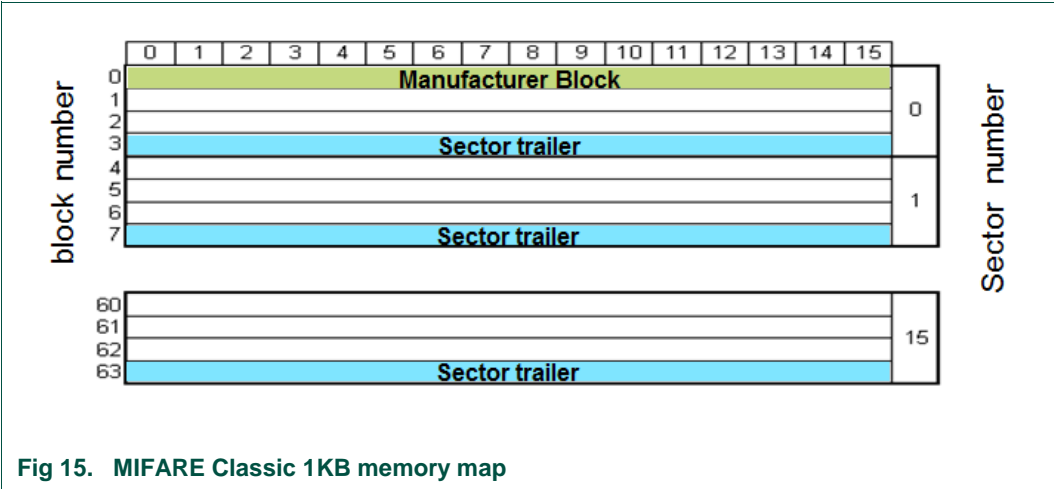 0 1 2 3 4 5 6 7 8 9 10 11 12 13 14 15
block number
Sector number
0 Manufacturer Block
1
2
3 Sector trailer
0
4
5
6
7 Sector trailer
1
60
61
62
63 Sector trailer
15
Fig 15. MIFARE Classic 1KB memory map